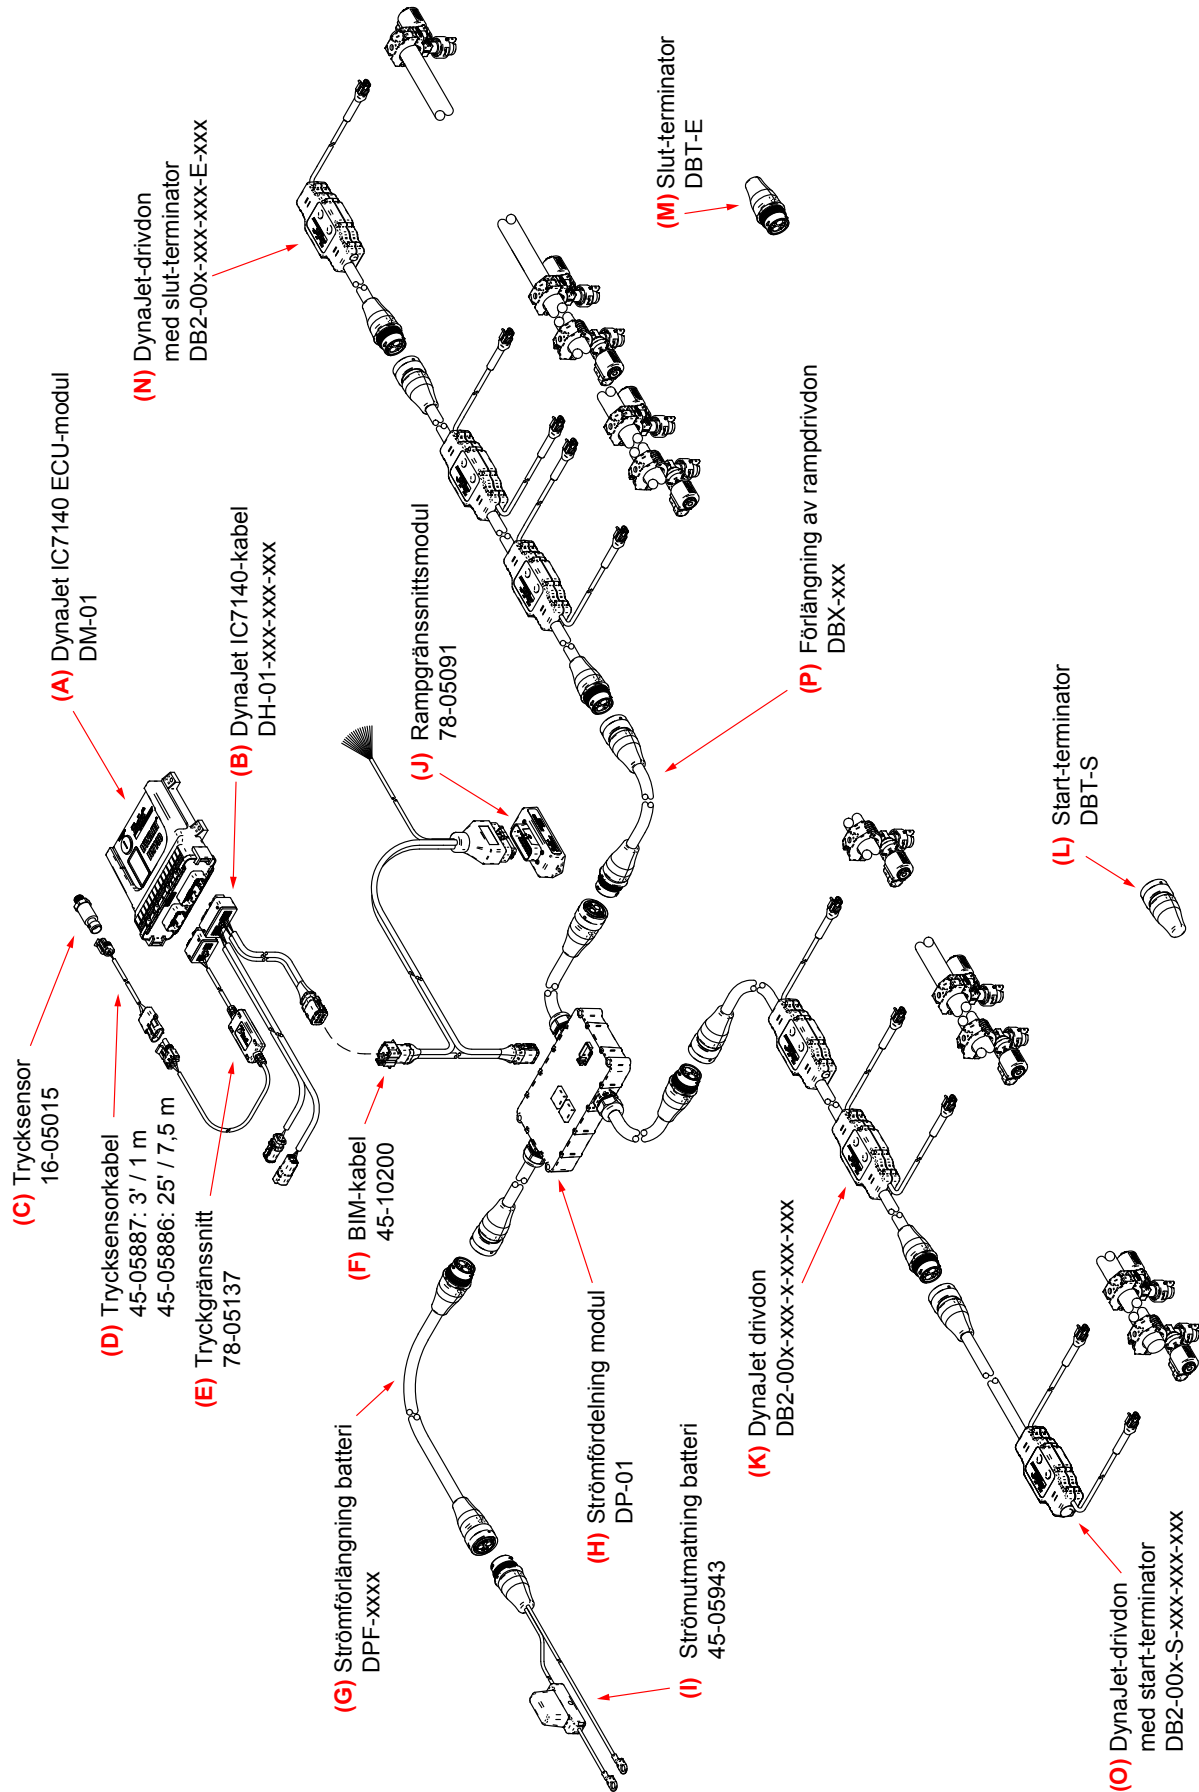 (A) DynaJet IC7140 ECU-modul
DM-01
(B) DynaJet IC7140-kabel
DH-01-xxx-xxx-xxx
(C) Trycksensor
16-05015
(D) Trycksensorkabel
45-05887: 3' / 1 m
45-05886: 25' / 7,5 m
(E) Tryckgränssnitt
78-05137
(F) BIM-kabel
45-10200
(G) Strömförlängning batteri
DPF-xxxx
(H) Strömfördelning modul
DP-01
(I) Strömutmatning batteri
45-05943
(J) Rampgränssnittsmodul
78-05091
(K) DynaJet drivdon
DB2-00x-xxx-x-xxx-xxx
(L) Start-terminator
DBT-S
(M) Slut-terminator
DBT-E
(N) DynaJet-drivdon
med slut-terminator
DB2-00x-xxx-xxx-E-xxx
(O) DynaJet-drivdon
med start-terminator
DB2-00x-S-xxx-xxx-xxx
(P) Förlängning av rampdrivdon
DBX-xxx